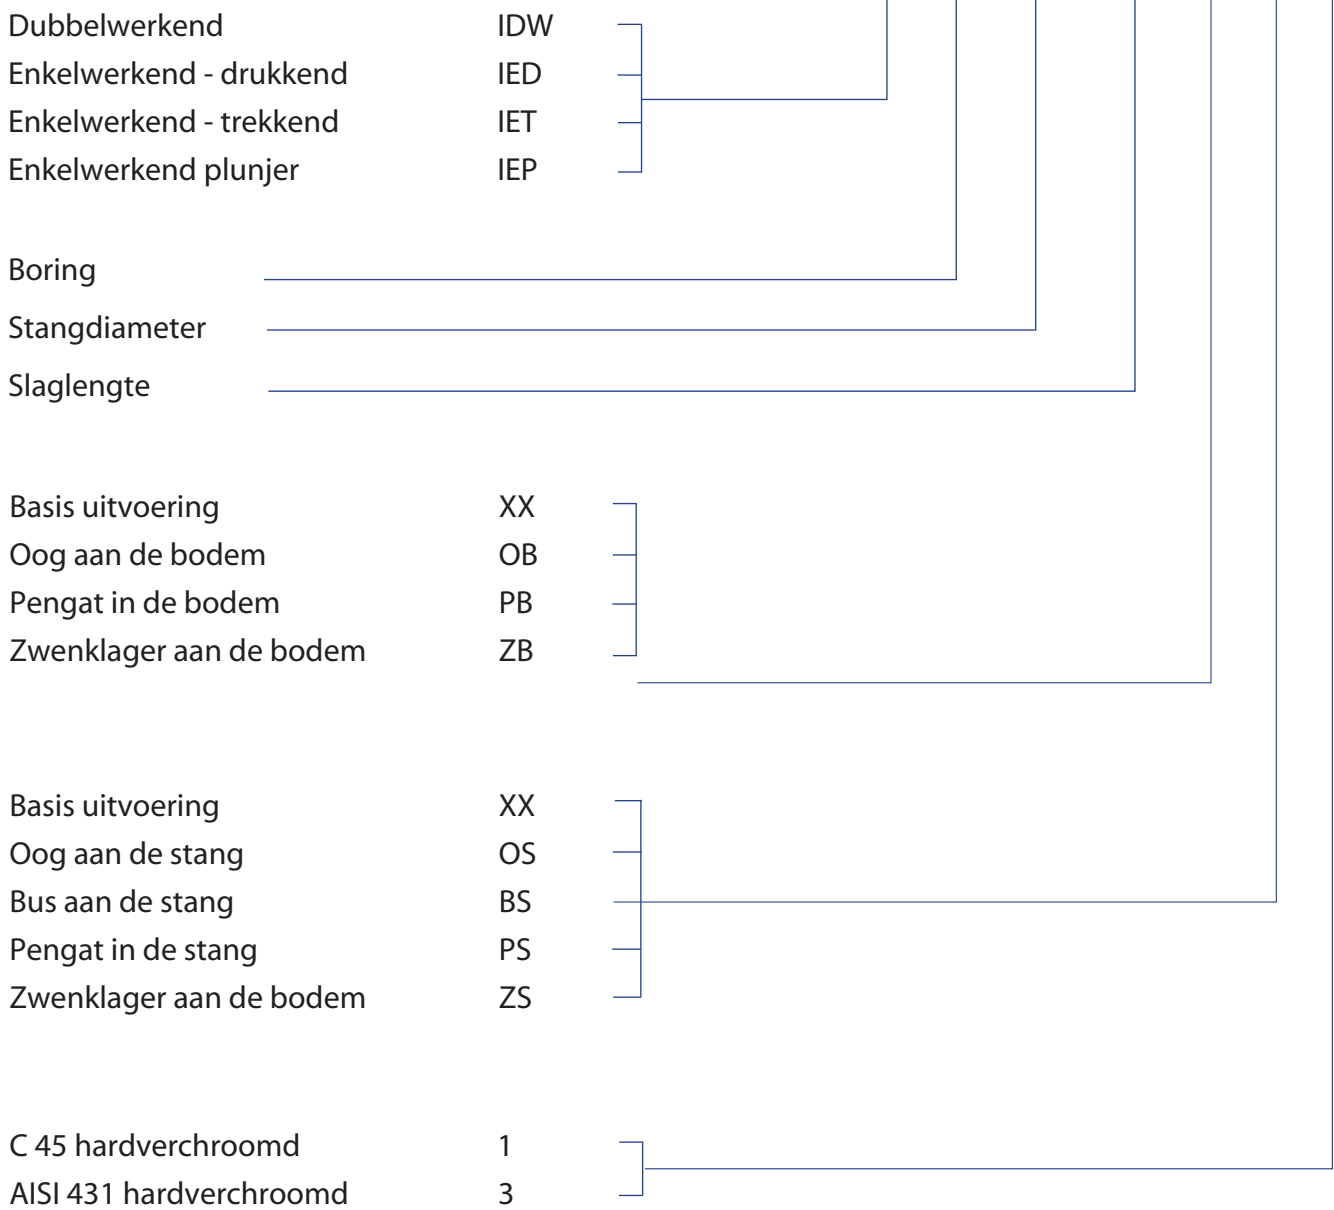 Dubbelwerkend IDW
Enkelwerkend - drukkend IED
Enkelwerkend - trekkend IET
Enkelwerkend plunjer IEP
Boring
Stangdiameter
Slaglengte
Basis uitvoering XX
Oog aan de bodem OB
Pengat in de bodem PB
Zwenklager aan de bodem ZB
Basis uitvoering XX
Oog aan de stang OS
Bus aan de stang BS
Pengat in de stang PS
Zwenklager aan de bodem ZS
C 45 hardverchroomd 1
AISI 431 hardverchroomd 3